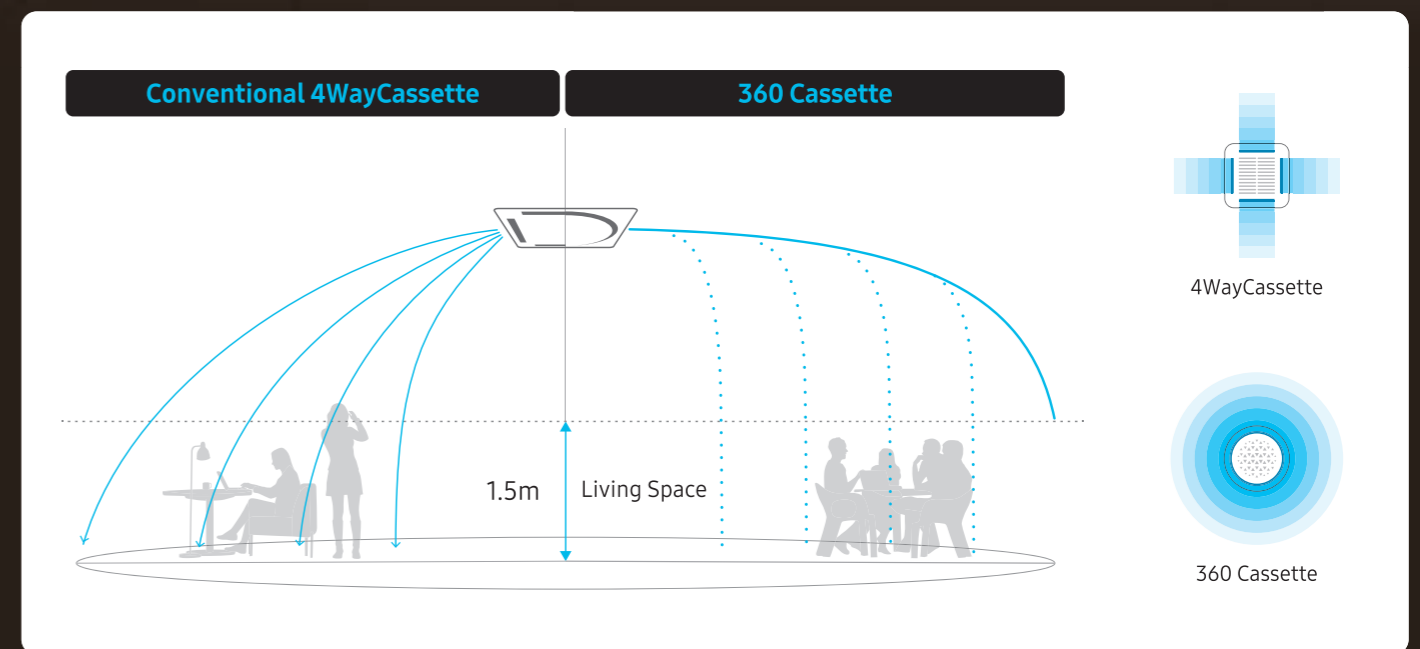 Conventional 4WayCassette
360 Cassette
4WayCassette
1.5m
Living Space
360 Cassette